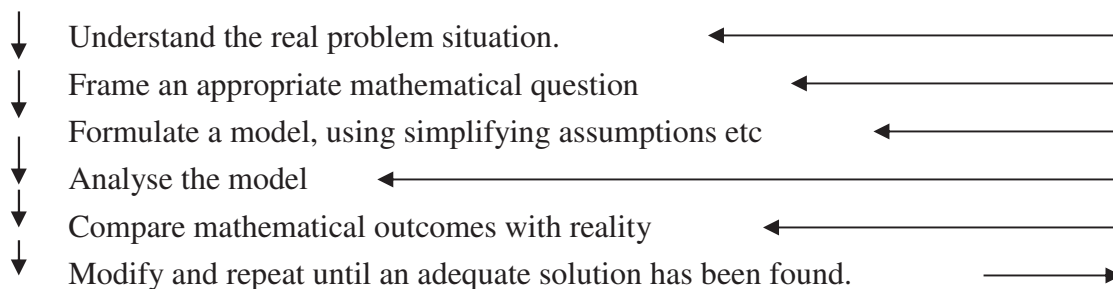 Understand the real problem situation.
Frame an appropriate mathematical question
Formulate a model, using simplifying assumptions etc
Analyse the model
Compare mathematical outcomes with reality
Modify and repeat until an adequate solution has been found.